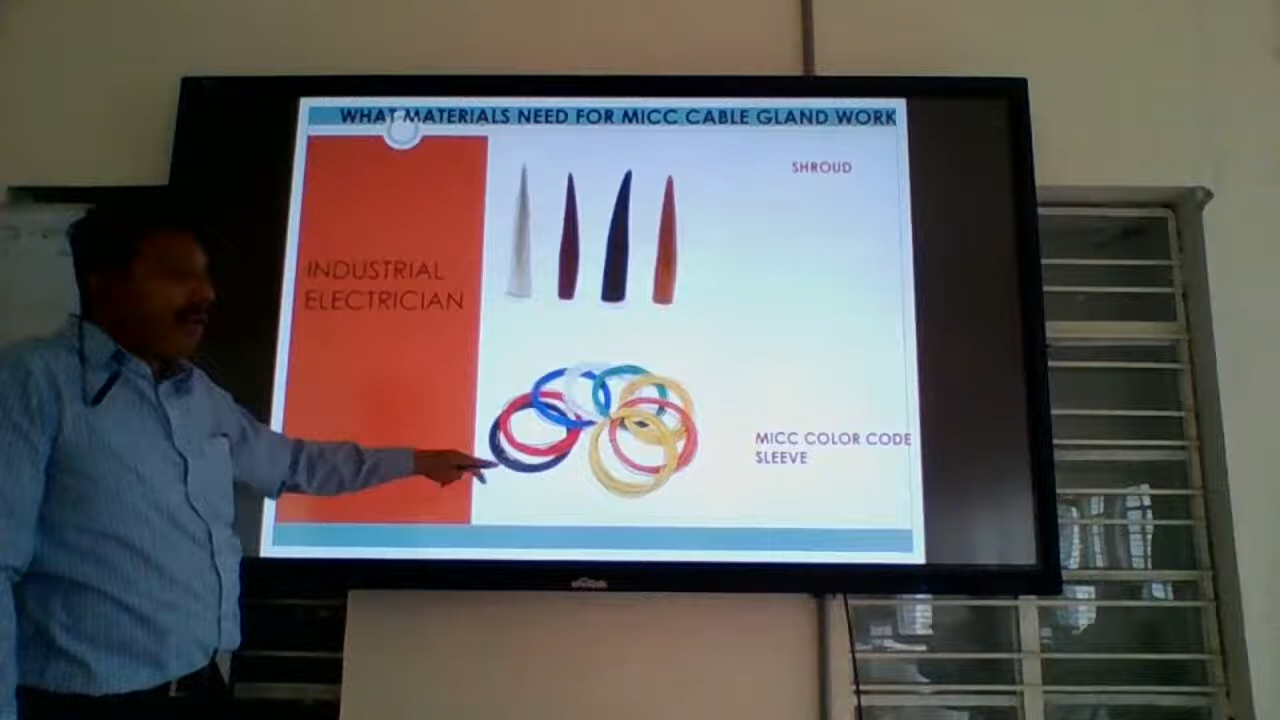 WHAT MATERIALS NEED FOR MICC CABLE GLAND WORK
SHROUD
INDUSTRIAL
ELECTRICIAN
MICC COLOR CODE
SLEEVE